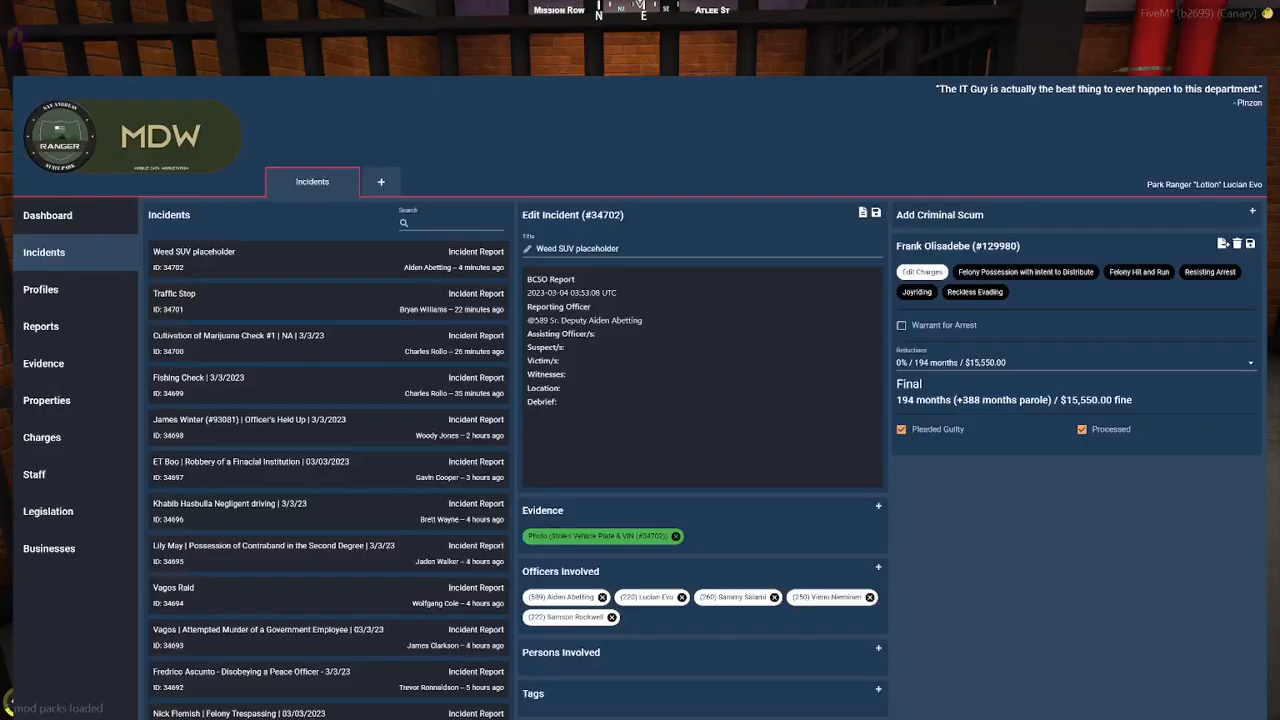 Mission Row
N
NE
E
SE
Atlee St
FiveM* (b2699) (Canary)
"The IT Guy is actually the best thing to ever happen to this department."
- Pinzon
SAN ANDREAS
RANGER
STATE PARK
MDW
MOBILE DATA WORKSTATION
Incidents
+
Park Ranger "Lotion" Lucian Evo
Dashboard
Incidents
Profiles
Reports
Evidence
Properties
Charges
Staff
Legislation
Businesses
Incidents
Search
Weed SUV placeholder
Incident Report
ID: 34702
Aiden Abetting – 4 minutes ago
Traffic Stop
Incident Report
ID: 34701
Bryan Williams – 22 minutes ago
Cultivation of Marijuana Check #1 | NA | 3/3/23
Incident Report
ID: 34700
Charles Rollo – 26 minutes ago
Fishing Check | 3/3/2023
Incident Report
ID: 34699
Charles Rollo – 35 minutes ago
James Winter (#93081) | Officer's Held Up | 3/3/23
Incident Report
ID: 34698
Woody Jones – 2 hours ago
ET Boo | Robbery of a Finacial Institution | 03/03/2023
Incident Report
ID: 34697
Gavin Cooper – 3 hours ago
Khabib Hasbulla Negligent driving | 3/3/23
Incident Report
ID: 34696
Brett Wayne – 4 hours ago
Lily May | Possession of Contraband in the Second Degree | 3/3/23
Incident Report
ID: 34695
Jaden Walker – 4 hours ago
Vagos Raid
Incident Report
ID: 34694
Wolfgang Cole – 4 hours ago
Vagos | Attempted Murder of a Government Employee | 03/3/23
Incident Report
ID: 34693
James Clarkson – 4 hours ago
Fredrico Ascunto - Disobeying a Peace Officer - 3/3/23
Incident Report
ID: 34692
Trevor Ronnaldson – 5 hours ago
Nick Flemish | Felony Trespassing | 03/03/2023
Incident Report
Edit Incident (#34702)
Title
Weed SUV placeholder
BCSO Report
2023-03-04 03:53:08 UTC
Reporting Officer
@589 Sr. Deputy Aiden Abetting
Assisting Officer/s:
Suspect/s:
Victim/s:
Witnesses:
Location:
Debrief:
Evidence
+
Photo (Stolen Vehicle Plate & VIN (#34702))
Officers Involved
+
(589) Aiden Abetting
(220) Lucian Evo
(260) Sammy Salami
(250) Vieno Nieminen
(222) Samson Rockwell
Persons Involved
+
Tags
+
Add Criminal Scum
+
Frank Olisadebe (#129980)
Edit Charges
Felony Possession with Intent to Distribute
Felony Hit and Run
Resisting Arrest
Joyriding
Reckless Evading
Warrant for Arrest
Reductions
0% / 194 months / $15,550.00
Final
194 months (+388 months parole) / $15,550.00 fine
Pleaded Guilty
Processed
mod packs loaded